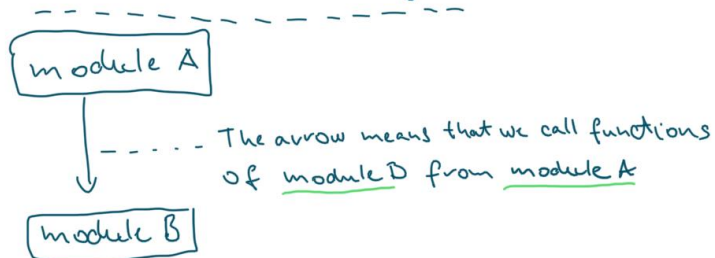 module A
The arrow means that we call functions
of module B from module A
module B